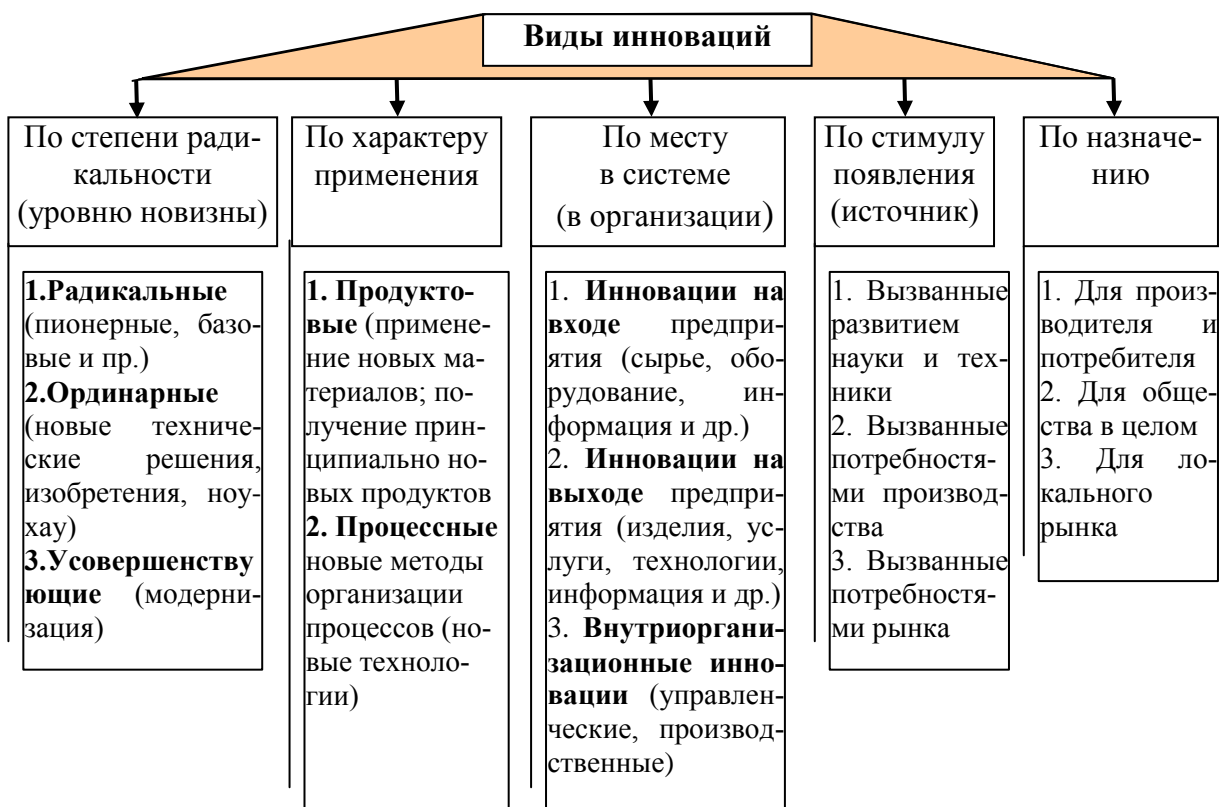 Виды инноваций
По степени ради-
кальности
(уровню новизны)
1.Радикальные
(пионерные, базо-
вые и пр.)
2.Ординарные
(новые техниче-
ские решения,
изобретения, ноу-
хау)
3.Усовершенству
ющие (модерни-
зация)
По характеру
применения
1. Продукто-
вые (примене-
ние новых ма-
териалов; по-
лучение прин-
ципиально но-
вых продуктов
2. Процессные
новые методы
организации
процессов (но-
вые техноло-
гии)
По месту
в системе
(в организации)
1. Инновации на
входе предпри-
ятия (сырье, обо-
рудование, ин-
формация и др.)
2. Инновации на
выходе предпри-
ятия (изделия, ус-
луги, технологии,
информация и др.)
3. Внутриоргани-
зационные инно-
вации (управлен-
ческие, производ-
ственные)
По стимулу
появления
(источник)
1. Вызванные
развитием
науки и тех-
ники
2. Вызванные
потребностя-
ми производ-
ства
3. Вызванные
потребностя-
ми рынка
По назначе-
нию
1. Для произ-
водителя и
потребителя
2. Для обще-
ства в целом
3. Для ло-
кального
рынка